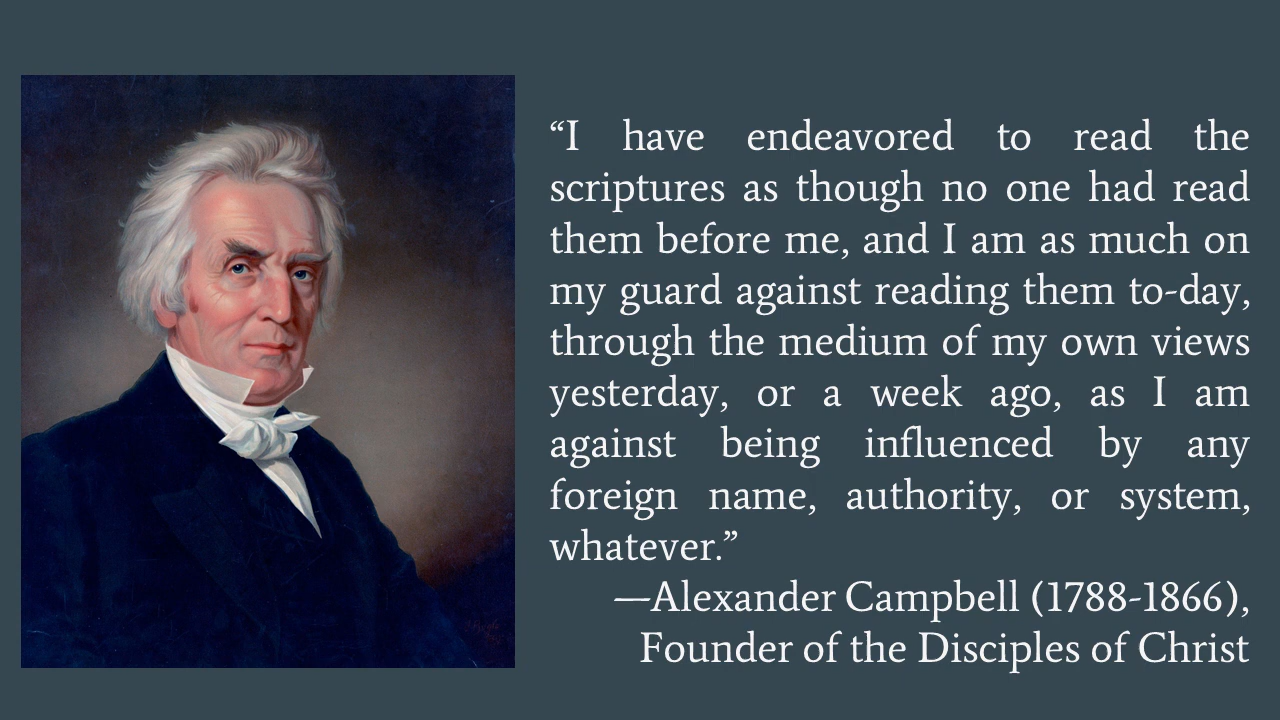 “I have endeavored to read the
scriptures as though no one had read
them before me, and I am as much on
my guard against reading them to-day,
through the medium of my own views
yesterday, or a week ago, as I am
against being influenced by any
foreign name, authority, or system,
whatever.”
—Alexander Campbell (1788-1866),
Founder of the Disciples of Christ